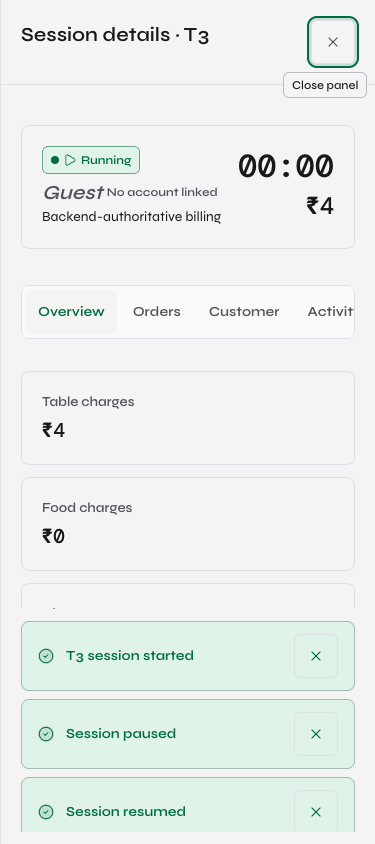 Session details · T3
Close panel
Running
00:00
Guest No account linked
₹4
Backend-authoritative billing
Overview Orders Customer Activit
Table charges
₹4
Food charges
₹0
T3 session started
Session paused
Session resumed